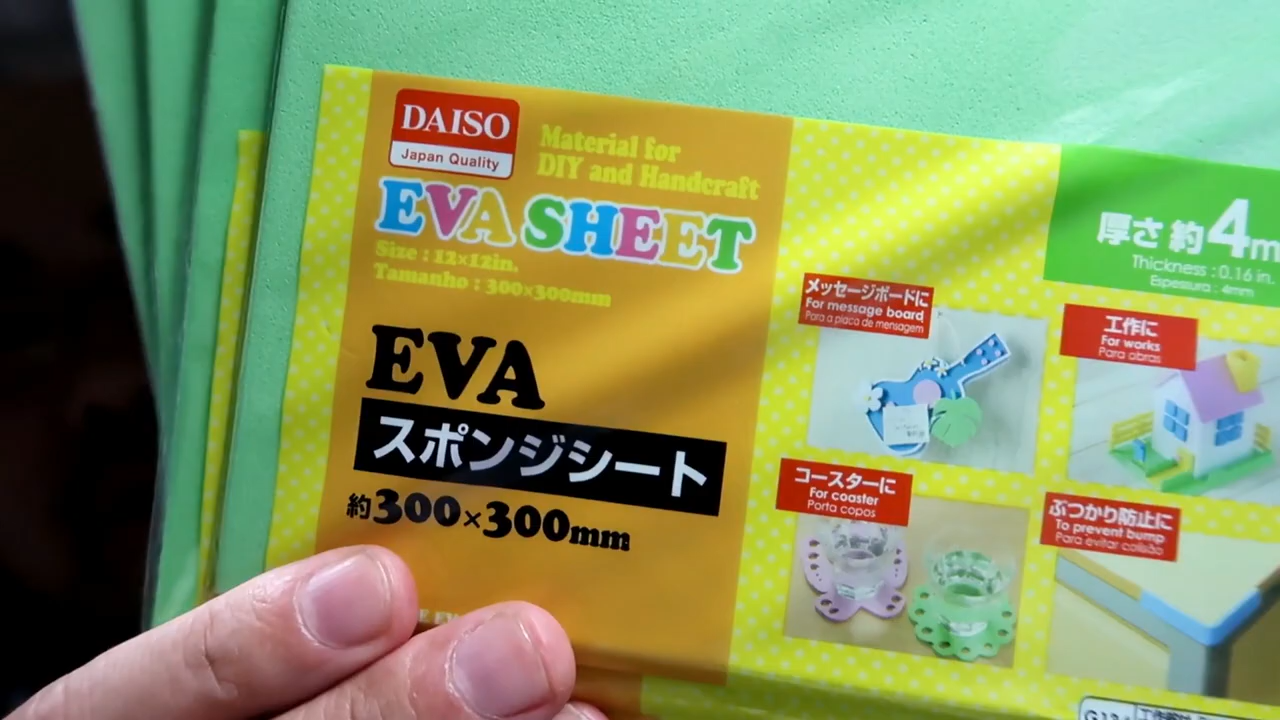 DAISO
Japan Quality
Material for
DIY and Handcraft
EVA SHEET
Size : 12×12in.
Tamanho : 300×300mm
EVA
スポンジシート
約300×300mm
厚さ 約4m
Thickness : 0.16 in.
Espessura : 4mm
メッセージボードに
For message board
Para a placa de mensagem
工作に
For works
Para obras
コースターに
For coaster
Porta copos
ぶつかり防止に
To prevent bump
Para evitar colisão